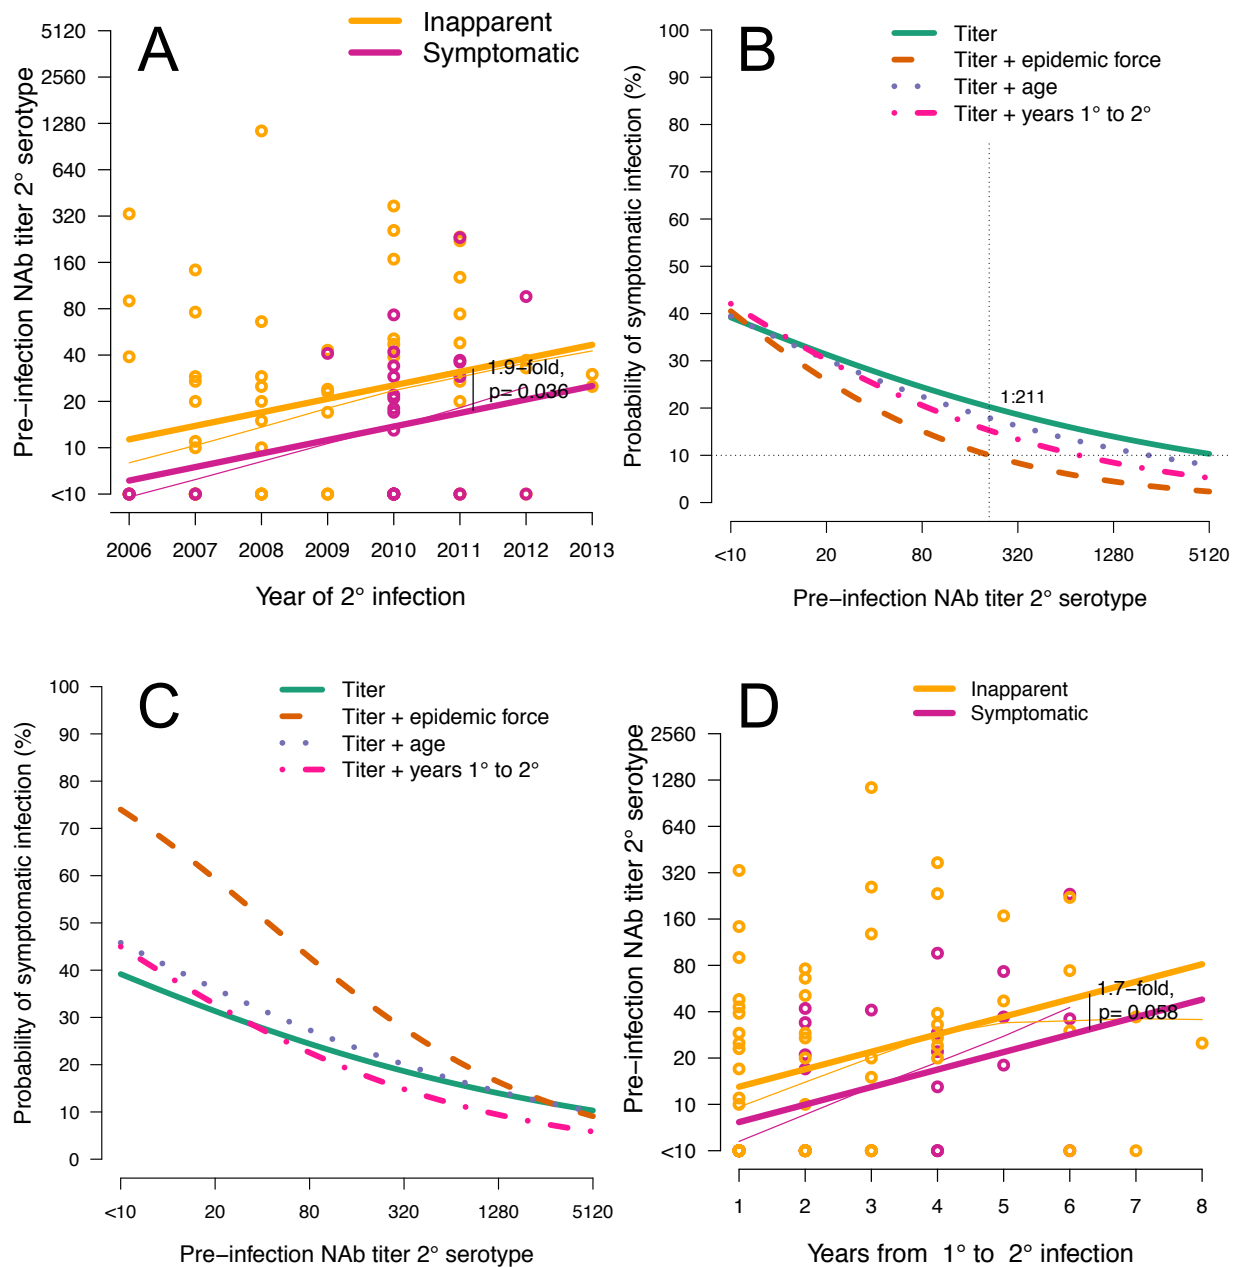 A
Inapparent
Symptomatic
Pre−infection NAb titer 2° serotype
5120
2560
1280
640
320
160
80
40
20
10
<10
1.9−fold,
p= 0.036
2006 2007 2008 2009 2010 2011 2012 2013
Year of 2° infection
B
Titer
Titer + epidemic force
Titer + age
Titer + years 1° to 2°
Probability of symptomatic infection (%)
100
90
80
70
60
50
40
30
20
10
0
1:211
<10 20 80 320 1280 5120
Pre−infection NAb titer 2° serotype
C
Titer
Titer + epidemic force
Titer + age
Titer + years 1° to 2°
Probability of symptomatic infection (%)
100
90
80
70
60
50
40
30
20
10
0
<10 20 80 320 1280 5120
Pre−infection NAb titer 2° serotype
D
Inapparent
Symptomatic
Pre−infection NAb titer 2° serotype
2560
1280
640
320
160
80
40
20
10
<10
1.7−fold,
p= 0.058
1 2 3 4 5 6 7 8
Years from 1° to 2° infection